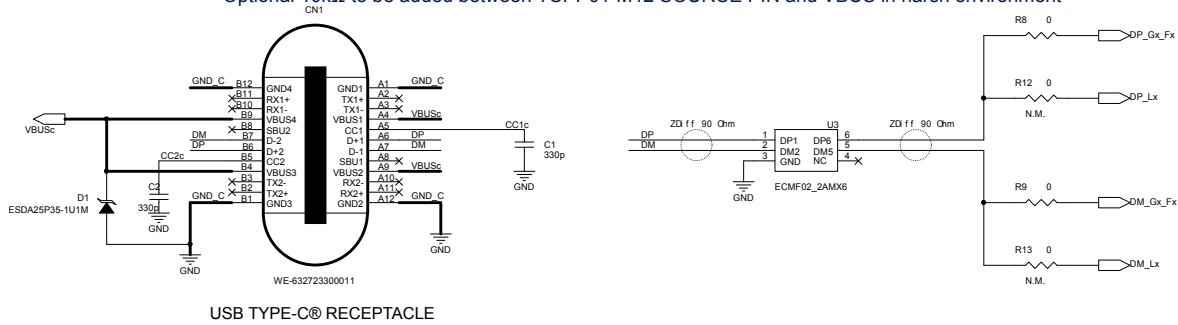 Optional 10kΩ to be added between TCPP01-M12 SOURCE PIN and VBUS in harsh environment
CN1
GND_C B12 GND4 GND1 A1 GND_C
B11 RX1+ TX1+ A2
B10 RX1- TX1- A3
B9 VBUS4 VBUS1 A4 VBUSc
VBUSc
B8 SBU2 CC1 A5 CC1c
DM B7 D-2 D+1 A6 DP
DP B6 D+2 D-1 A7 DM
CC2c B5 CC2 SBU1 A8
B4 VBUS3 VBUS2 A9 VBUSc
B3 TX2- RX2- A10
B2 TX2+ RX2+ A11
GND_C B1 GND3 GND2 A12 GND_C
C1
330p
GND
C2
330p
GND
D1
ESDA25P35-1U1M
GND
GND
WE-632723300011
USB TYPE-C® RECEPTACLE
R8 0
DP_Gx_Fx
R12 0
DP_Lx
N.M.
U3
ZDiff 90 Ohm
ZDiff 90 Ohm
DP 1 DP1 DP6 6
DM 2 DM2 DM5 5
3 GND NC 4
GND
ECMF02_2AMX6
R9 0
DM_Gx_Fx
R13 0
DM_Lx
N.M.